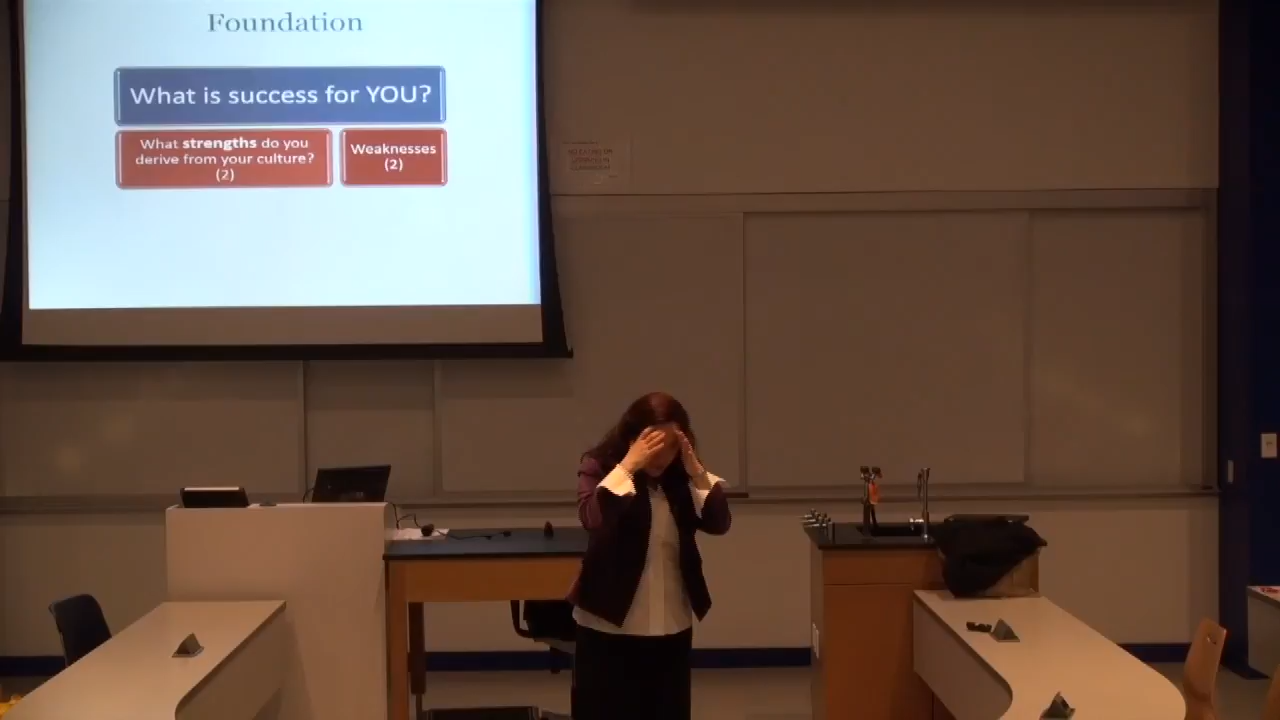 Foundation
What is success for YOU?
What strengths do you
derive from your culture?
(2)
Weaknesses
(2)